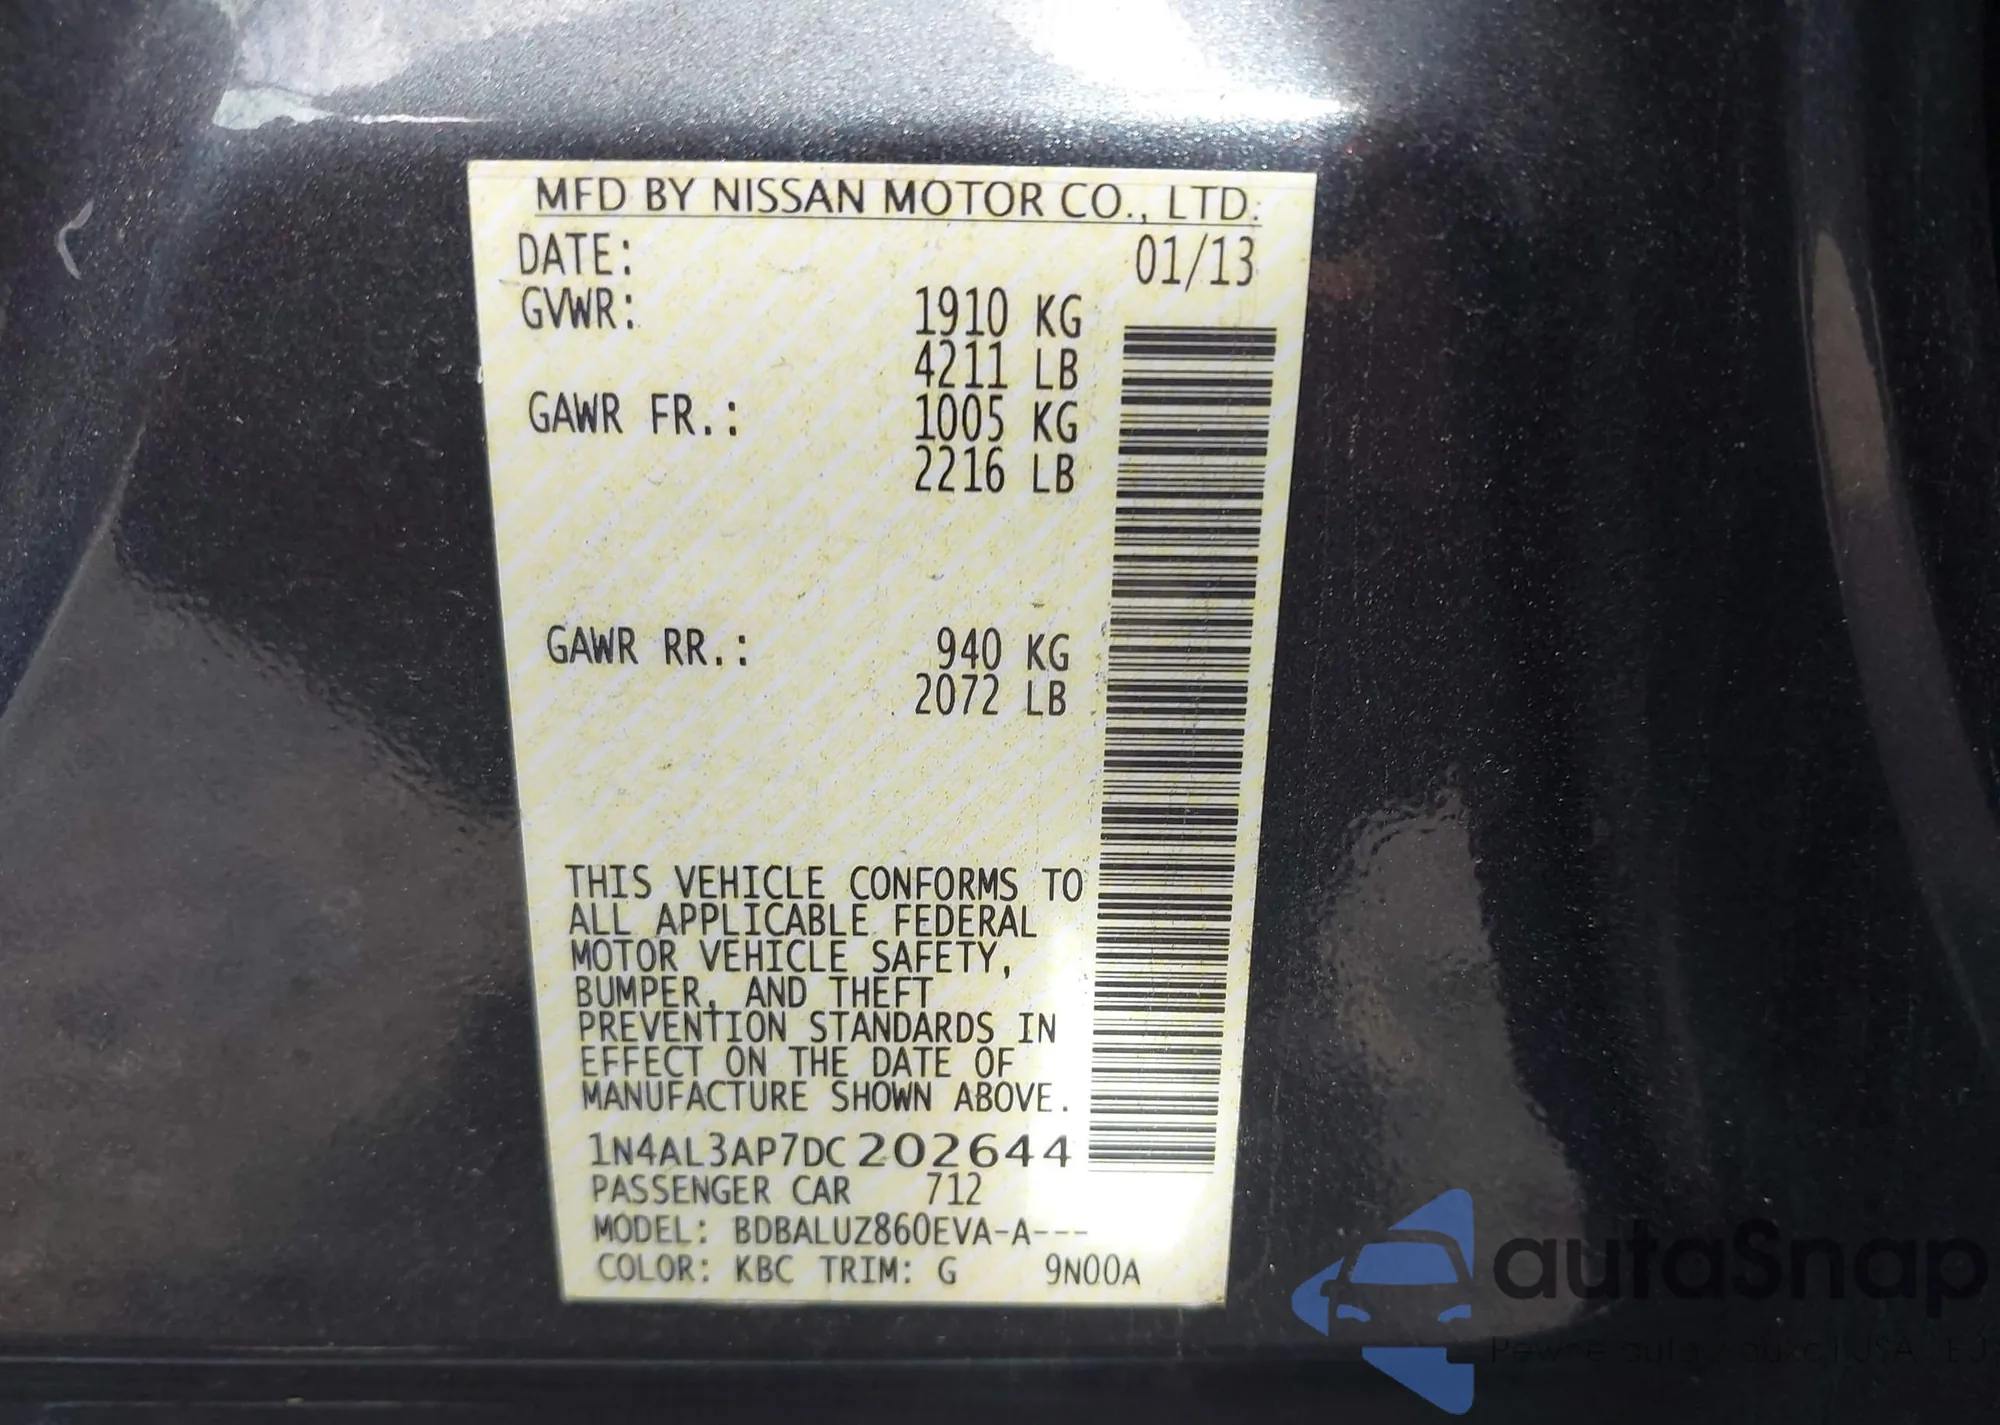 MFD BY NISSAN MOTOR CO., LTD.
DATE: 01/13
GVWR: 1910 KG
4211 LB
GAWR FR.: 1005 KG
2216 LB
GAWR RR.: 940 KG
2072 LB
THIS VEHICLE CONFORMS TO
ALL APPLICABLE FEDERAL
MOTOR VEHICLE SAFETY,
BUMPER, AND THEFT
PREVENTION STANDARDS IN
EFFECT ON THE DATE OF
MANUFACTURE SHOWN ABOVE.
1N4AL3AP7DC202644
PASSENGER CAR 712
MODEL: BDBALUZ860EVA-A---
COLOR: KBC TRIM: G 9N00A
autaSnap